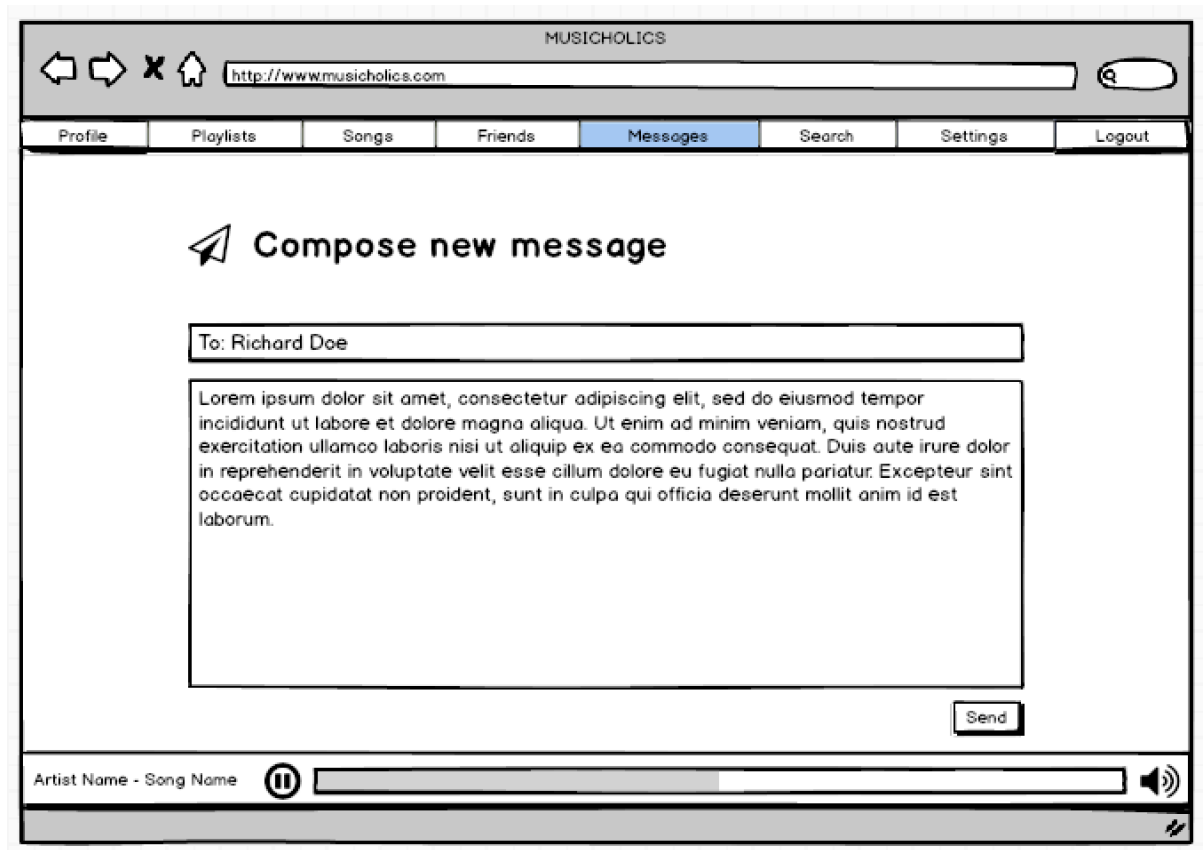 MUSICHOLICS
http://www.musicholics.com
Profile Playlists Songs Friends Messages Search Settings Logout
Compose new message
To: Richard Doe
Lorem ipsum dolor sit amet, consectetur adipiscing elit, sed do eiusmod tempor
incididunt ut labore et dolore magna aliqua. Ut enim ad minim veniam, quis nostrud
exercitation ullamco laboris nisi ut aliquip ex ea commodo consequat. Duis aute irure dolor
in reprehenderit in voluptate velit esse cillum dolore eu fugiat nulla pariatur. Excepteur sint
occaecat cupidatat non proident, sunt in culpa qui officia deserunt mollit anim id est
laborum.
Send
Artist Name - Song Name